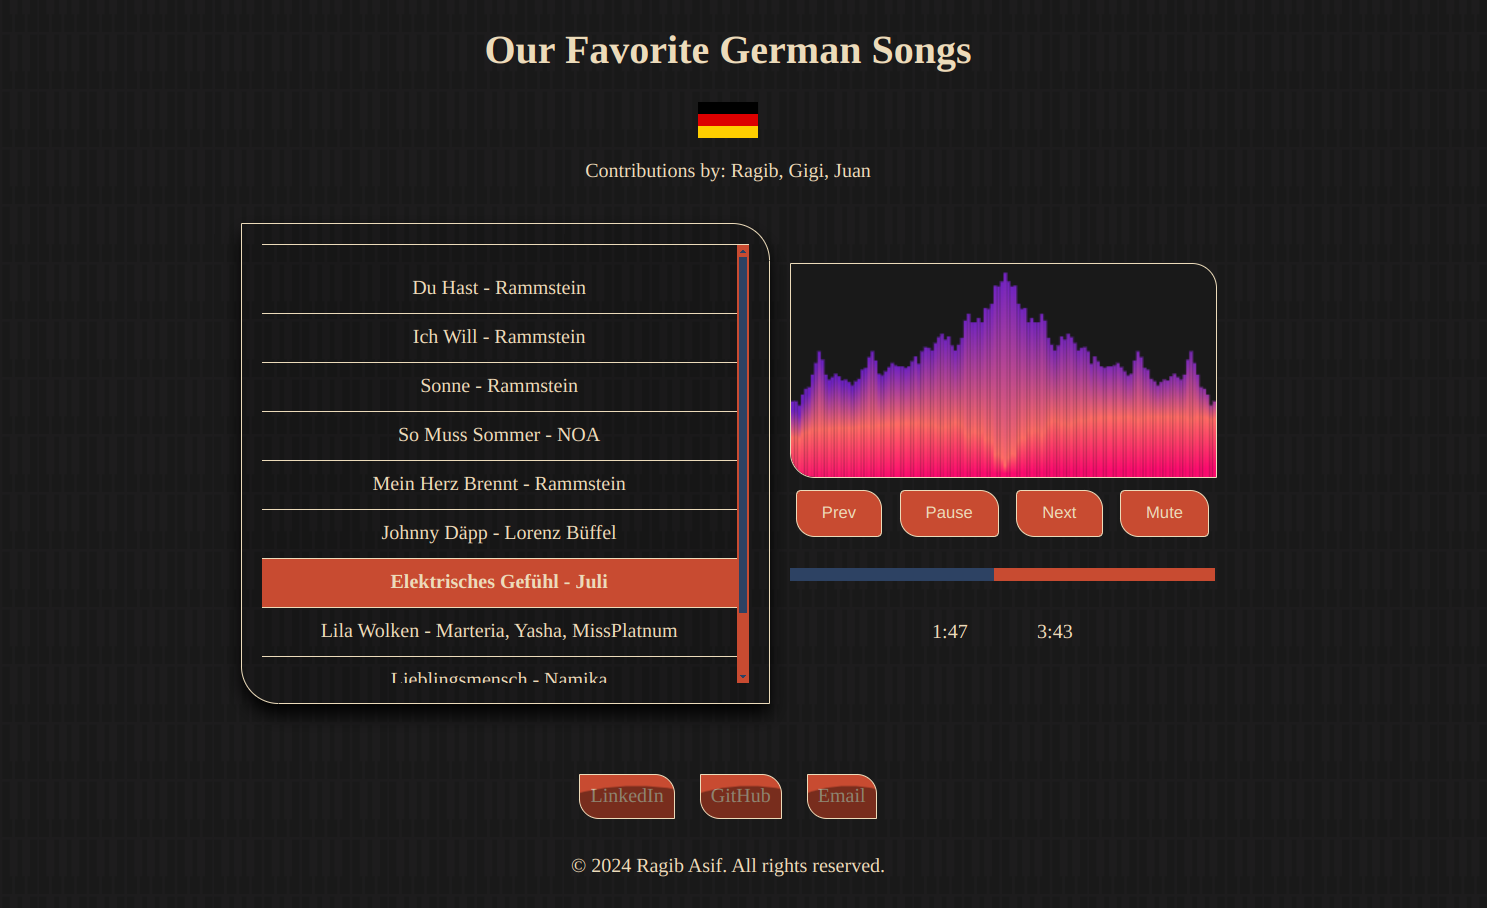 Our Favorite German Songs
Contributions by: Ragib, Gigi, Juan
Du Hast - Rammstein
Ich Will - Rammstein
Sonne - Rammstein
So Muss Sommer - NOA
Mein Herz Brennt - Rammstein
Johnny Däpp - Lorenz Büffel
Elektrisches Gefühl - Juli
Lila Wolken - Marteria, Yasha, MissPlatnum
Lieblingsmensch - Namika
Prev Pause Next Mute
1:47 3:43
LinkedIn GitHub Email
© 2024 Ragib Asif. All rights reserved.